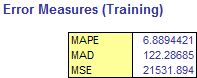 Error Measures (Training)
MAPE 6.8894421
MAD 122.28685
MSE 21531.894